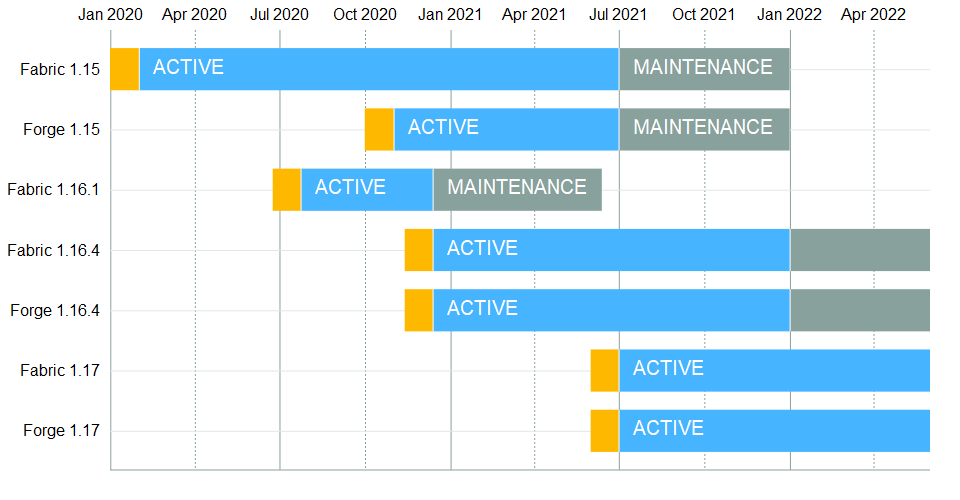 Jan 2020 Apr 2020 Jul 2020 Oct 2020 Jan 2021 Apr 2021 Jul 2021 Oct 2021 Jan 2022 Apr 2022
Fabric 1.15 ACTIVE MAINTENANCE
Forge 1.15 ACTIVE MAINTENANCE
Fabric 1.16.1 ACTIVE MAINTENANCE
Fabric 1.16.4 ACTIVE
Forge 1.16.4 ACTIVE
Fabric 1.17 ACTIVE
Forge 1.17 ACTIVE